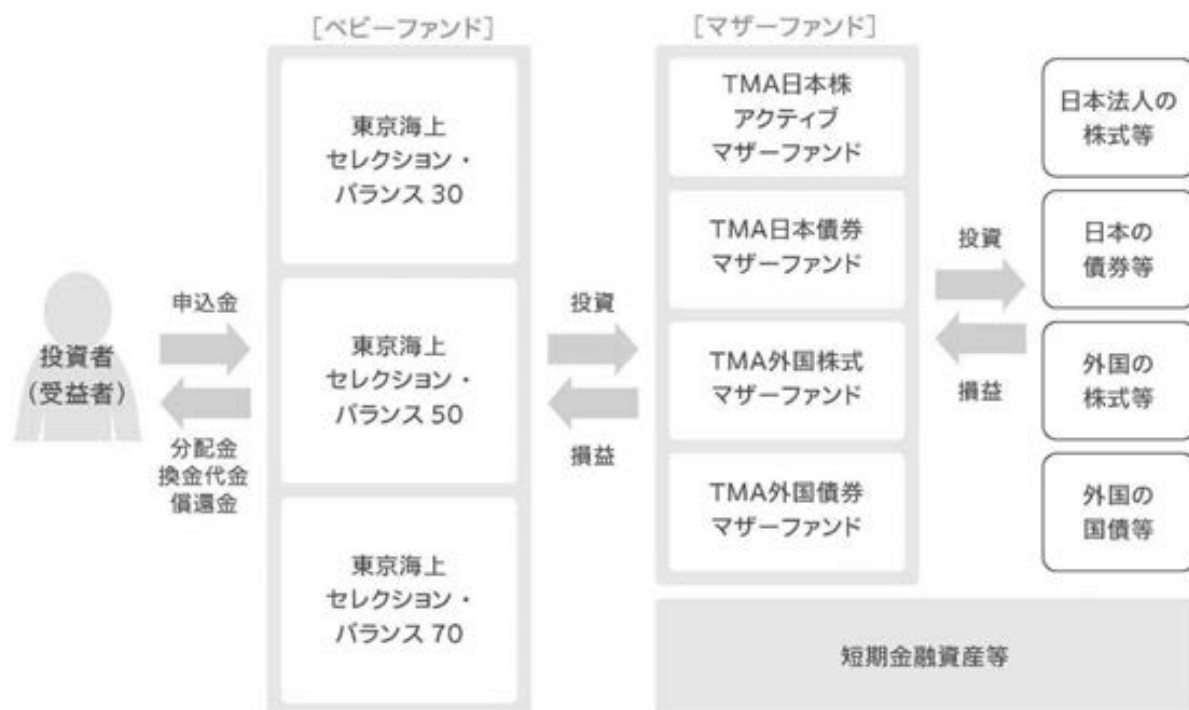 ［ベビーファンド］
東京海上
セレクション・
バランス 30
東京海上
セレクション・
バランス 50
東京海上
セレクション・
バランス 70
［マザーファンド］
TMA日本株
アクティブ
マザーファンド
TMA日本債券
マザーファンド
TMA外国株式
マザーファンド
TMA外国債券
マザーファンド
日本法人の
株式等
日本の
債券等
外国の
株式等
外国の
国債等
投資者
（受益者）
申込金
分配金
換金代金
償還金
投資
損益
投資
損益
短期金融資産等